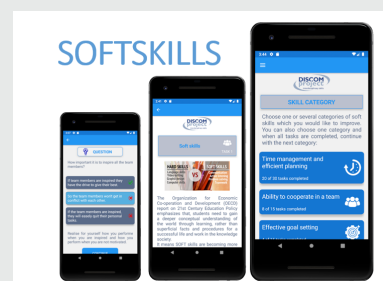 SOFTSKILLS
QUESTION
How important it is to inspire all the team
members?
If team members are inspired they
have the drive to give their best.
So the team members won't get in
conflict with each other.
If the team members are inspired,
they will easily quit their personal
tasks.
Realize for yourself how you perform
when you are inspired and how you
perform when you are not motivated.
DISCOM
project
Soft skills
HARD SKILLS
VS
SOFT SKILLS
The Organization for Economic
Co-operation and Development (OECD)
report on 21st Century Education Policy
emphasizes that, students need to gain
a deeper conceptual understanding of
the world through learning, rather than
superficial facts and procedures for a
successful life and work in the knowledge
society.
It means SOFT skills are becoming more
DISCOM
project
SKILL CATEGORY
Choose one or several categories of soft
skills which you would like to improve.
You can also choose one category and
when all tasks are completed, continue
with the next category:
Time management and
efficient planning
20 of 30 tasks completed
Ability to cooperate in a team
8 of 10 tasks completed
Effective goal setting